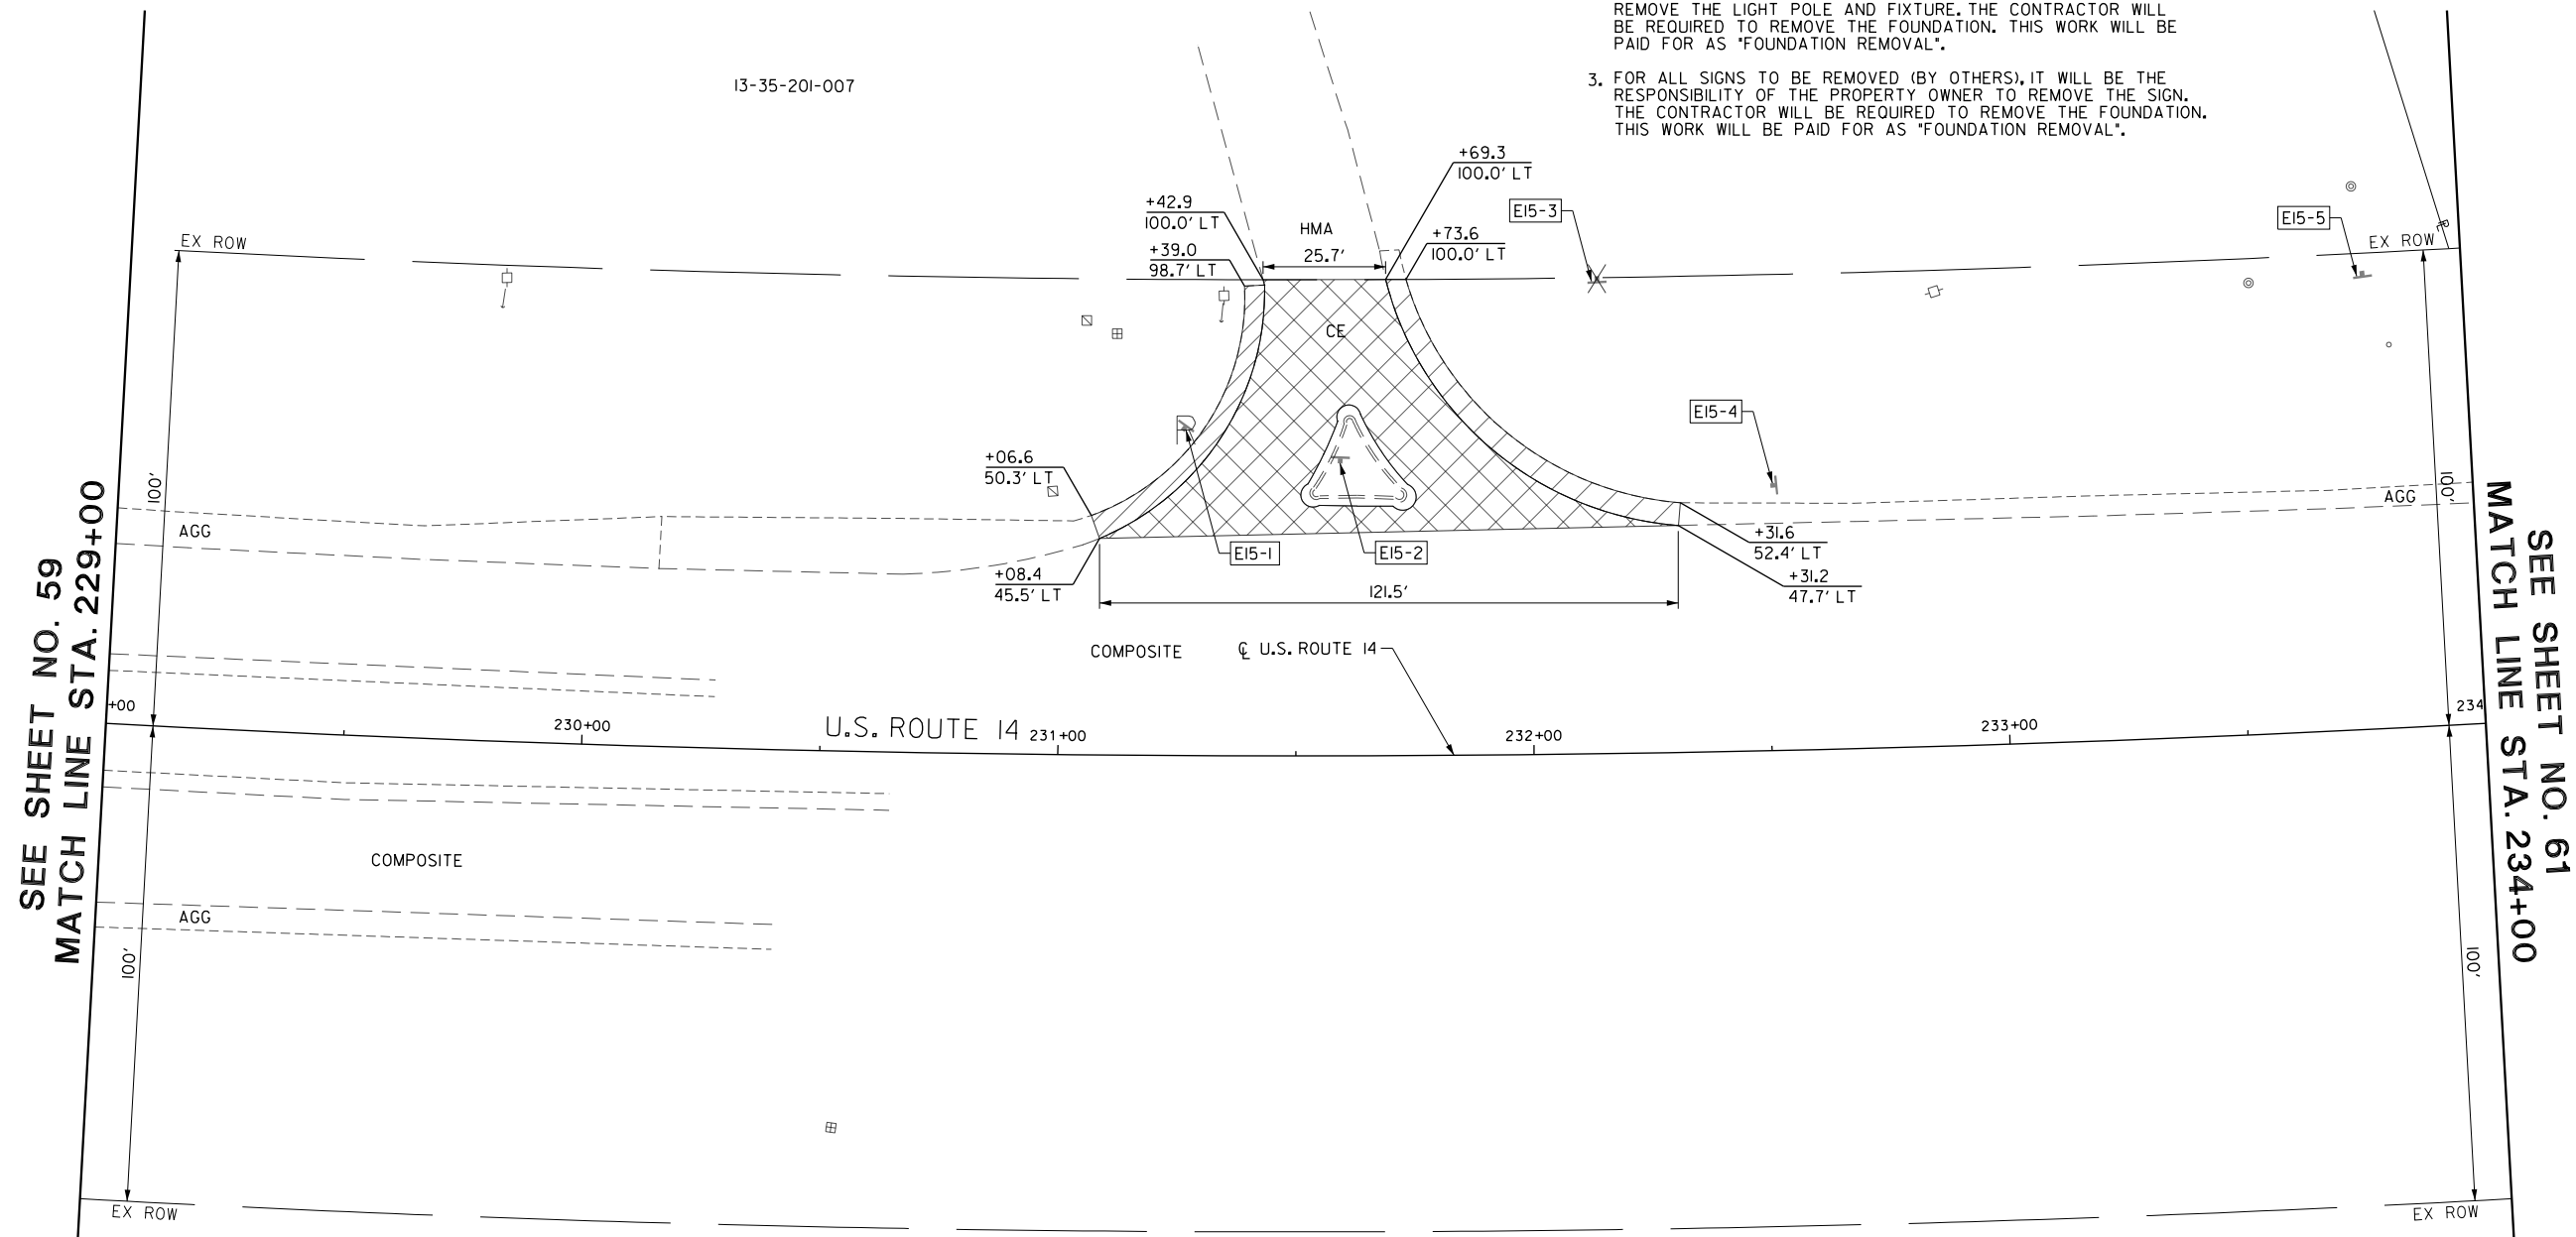 REMOVE THE LIGHT POLE AND FIXTURE. THE CONTRACTOR WILL
BE REQUIRED TO REMOVE THE FOUNDATION. THIS WORK WILL BE
PAID FOR AS "FOUNDATION REMOVAL".
3. FOR ALL SIGNS TO BE REMOVED (BY OTHERS), IT WILL BE THE
RESPONSIBILITY OF THE PROPERTY OWNER TO REMOVE THE SIGN.
THE CONTRACTOR WILL BE REQUIRED TO REMOVE THE FOUNDATION.
THIS WORK WILL BE PAID FOR AS "FOUNDATION REMOVAL".
13-35-201-007
+69.3
100.0' LT
+42.9
100.0' LT
E15-3
E15-5
HMA
+73.6
100.0' LT
EX ROW
EX ROW
+39.0
98.7' LT
25.7'
CE
E15-4
+06.6
50.3' LT
100'
100'
AGG
AGG
E15-1
E15-2
+31.6
52.4' LT
+08.4
45.5' LT
+31.2
47.7' LT
121.5'
COMPOSITE
℄ U.S. ROUTE 14
SEE SHEET NO. 59
MATCH LINE STA. 229+00
SEE SHEET NO. 61
MATCH LINE STA. 234+00
+00
230+00
U.S. ROUTE 14
231+00
232+00
233+00
234
COMPOSITE
AGG
100'
100'
EX ROW
EX ROW